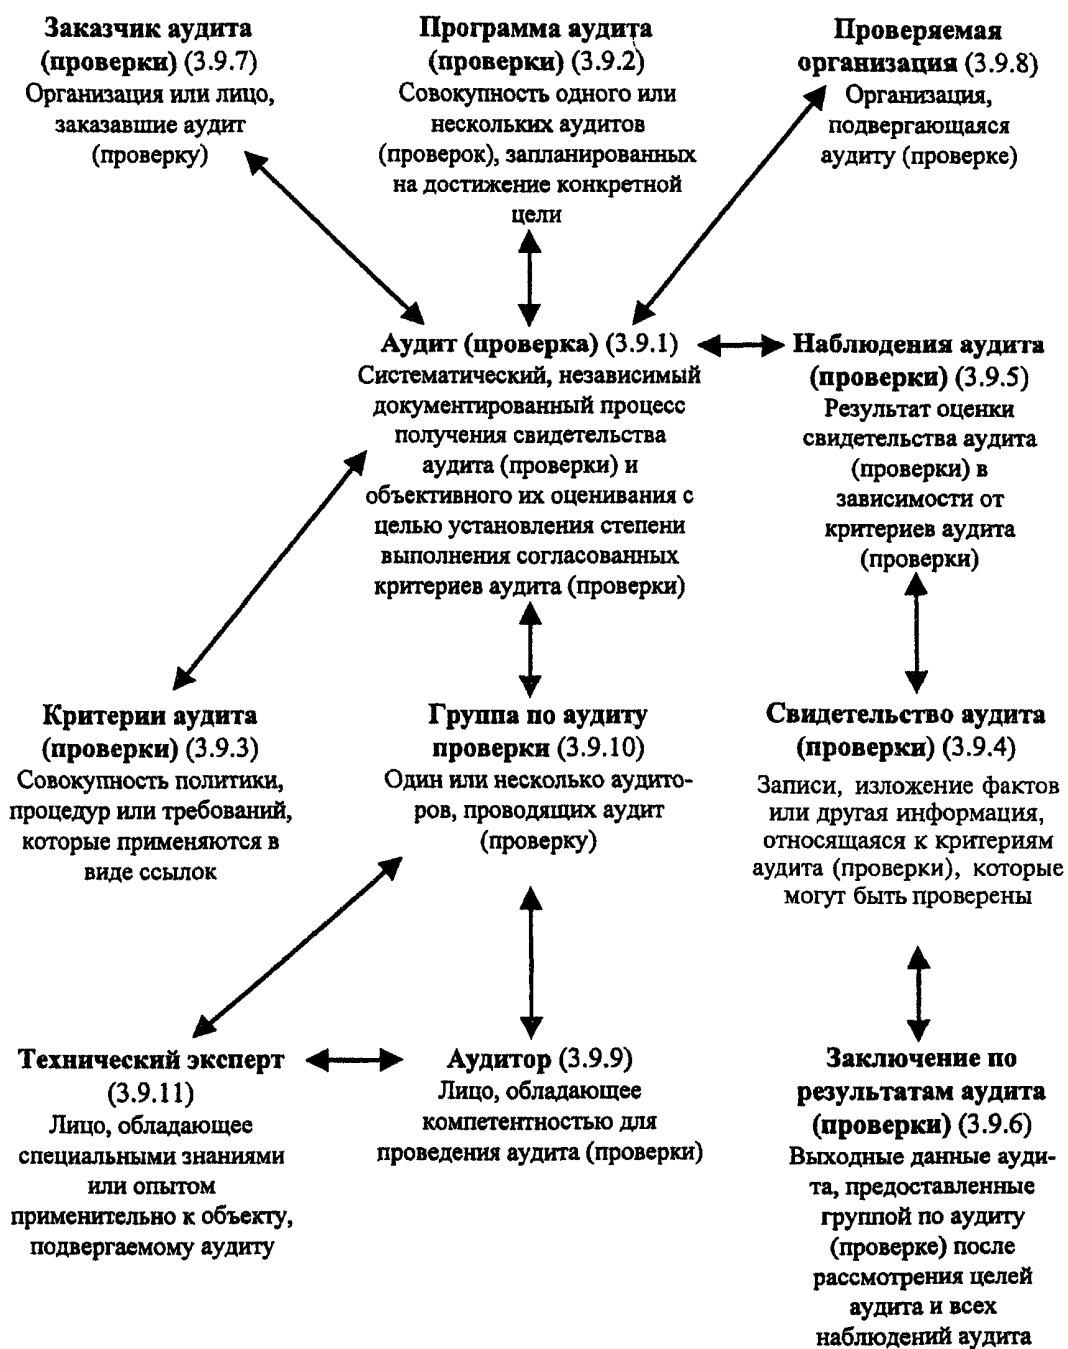 Заказчик аудита
(проверки) (3.9.7)
Организация или лицо,
заказавшие аудит
(проверку)
Программа аудита
(проверки) (3.9.2)
Совокупность одного или
нескольких аудитов
(проверок), запланированных
на достижение конкретной
цели
Проверяемая
организация (3.9.8)
Организация,
подвергающаяся
аудиту (проверке)
Аудит (проверка) (3.9.1)
Систематический, независимый
документированный процесс
получения свидетельства
аудита (проверки) и
объективного их оценивания с
целью установления степени
выполнения согласованных
критериев аудита (проверки)
Наблюдения аудита
(проверки) (3.9.5)
Результат оценки
свидетельства аудита
(проверки) в
зависимости от
критериев аудита
(проверки)
Критерии аудита
(проверки) (3.9.3)
Совокупность политики,
процедур или требований,
которые применяются в
виде ссылок
Группа по аудиту
проверки (3.9.10)
Один или несколько аудито-
ров, проводящих аудит
(проверку)
Свидетельство аудита
(проверки) (3.9.4)
Записи, изложение фактов
или другая информация,
относящаяся к критериям
аудита (проверки), которые
могут быть проверены
Технический эксперт
(3.9.11)
Лицо, обладающее
специальными знаниями
или опытом
применительно к объекту,
подвергаемому аудиту
Аудитор (3.9.9)
Лицо, обладающее
компетентностью для
проведения аудита (проверки)
Заключение по
результатам аудита
(проверки) (3.9.6)
Выходные данные ауди-
та, предоставленные
группой по аудиту
(проверке) после
рассмотрения целей
аудита и всех
наблюдений аудита